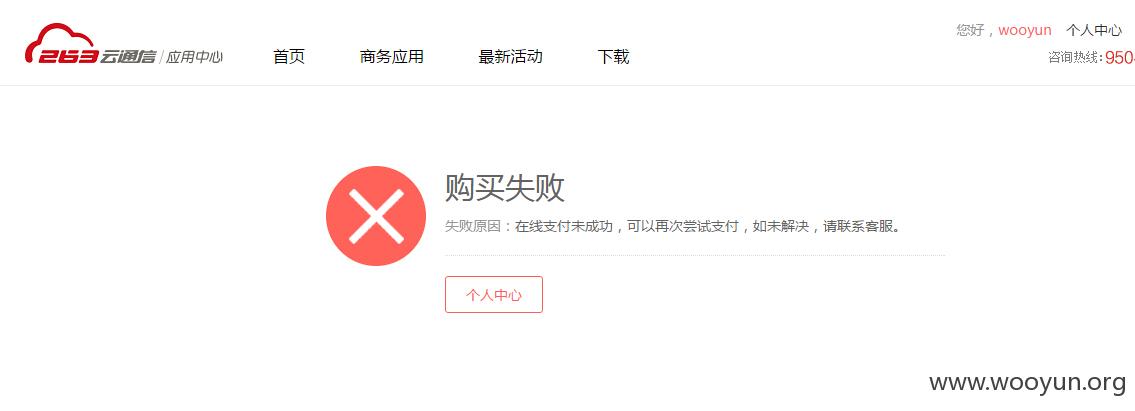 您好，wooyun 个人中心
263云通信 | 应用中心 首页 商务应用 最新活动 下载 咨询热线:950
购买失败
失败原因：在线支付未成功，可以再次尝试支付，如未解决，请联系客服。
个人中心
www.wooyun.org